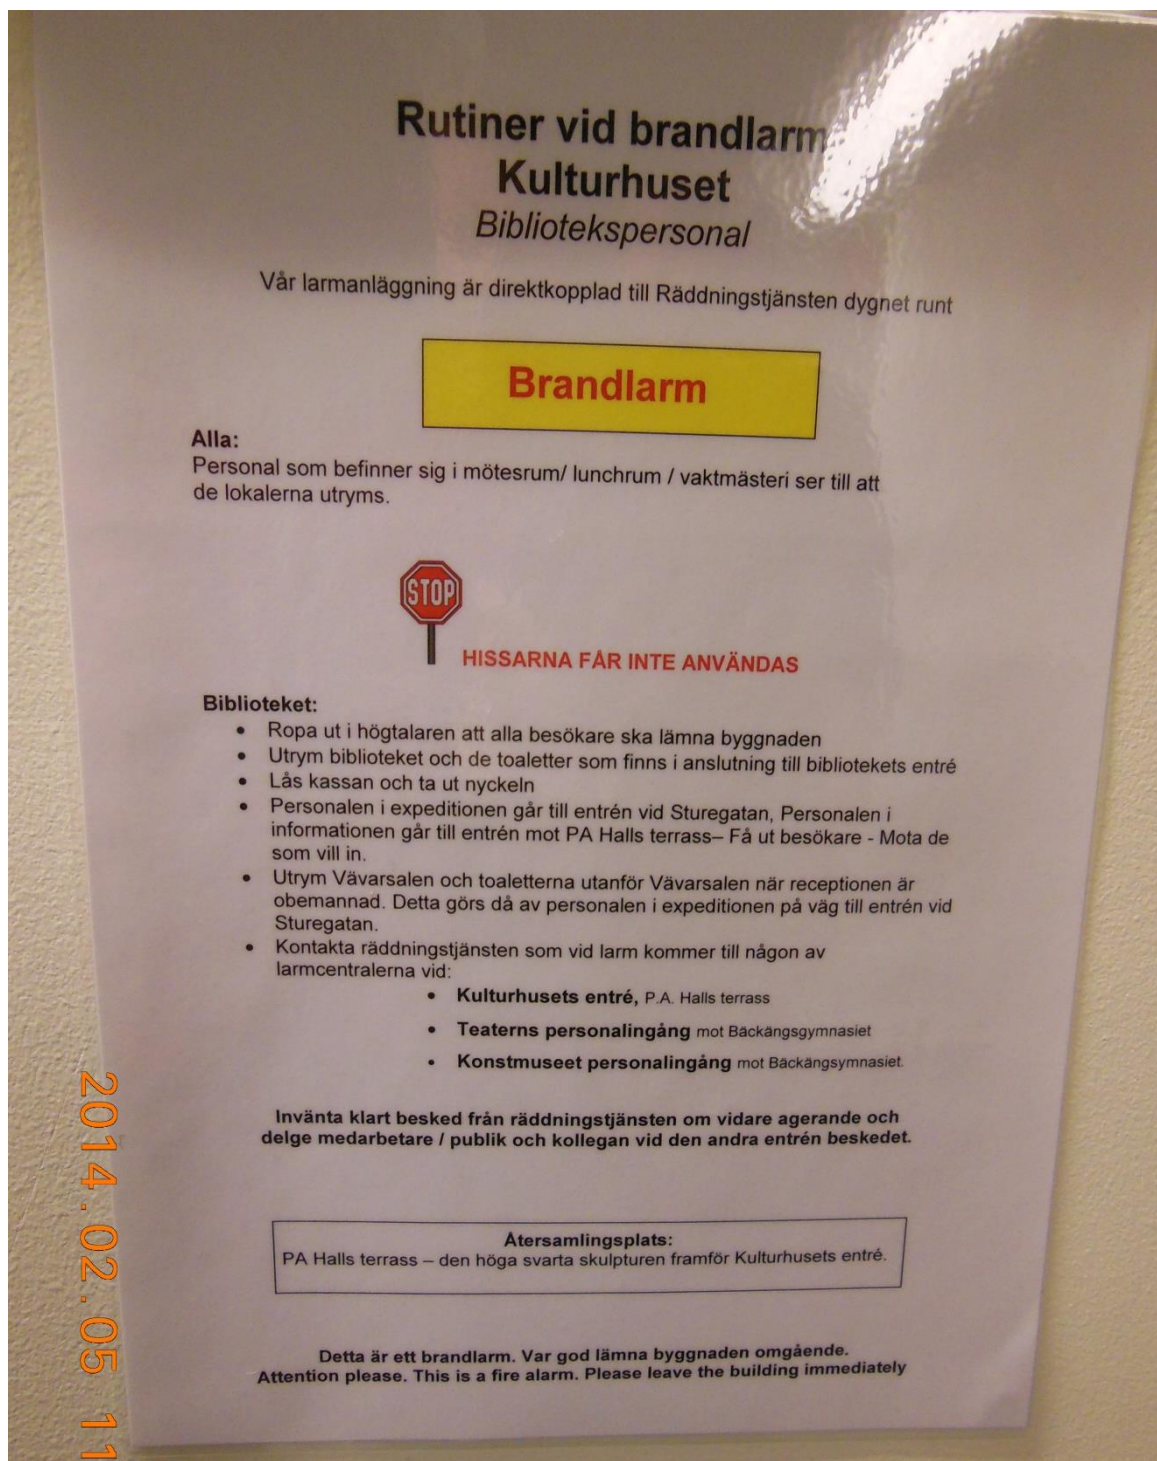 Rutiner vid brandlarm
Kulturhuset
Bibliotekspersonal
Vår larmanläggning är direktkopplad till Räddningstjänsten dygnet runt
Brandlarm
Alla:
Personal som befinner sig i mötesrum/ lunchrum / vaktmästeri ser till att
de lokalerna utryms.
STOP
HISSARNA FÅR INTE ANVÄNDAS
Biblioteket:
• Ropa ut i högtalaren att alla besökare ska lämna byggnaden
• Utrym biblioteket och de toaletter som finns i anslutning till bibliotekets entré
• Lås kassan och ta ut nyckeln
• Personalen i expeditionen går till entrén vid Sturegatan, Personalen i
informationen går till entrén mot PA Halls terrass– Få ut besökare - Mota de
som vill in.
• Utrym Vävarsalen och toaletterna utanför Vävarsalen när receptionen är
obemannad. Detta görs då av personalen i expeditionen på väg till entrén vid
Sturegatan.
• Kontakta räddningstjänsten som vid larm kommer till någon av
larmcentralerna vid:
• Kulturhusets entré, P.A. Halls terrass
• Teaterns personalingång mot Bäckängsgymnasiet
• Konstmuseet personalingång mot Bäckängsymnasiet.
Invänta klart besked från räddningstjänsten om vidare agerande och
delge medarbetare / publik och kollegan vid den andra entrén beskedet.
Återsamlingsplats:
PA Halls terrass – den höga svarta skulpturen framför Kulturhusets entré.
Detta är ett brandlarm. Var god lämna byggnaden omgående.
Attention please. This is a fire alarm. Please leave the building immediately
2014.02.05 11